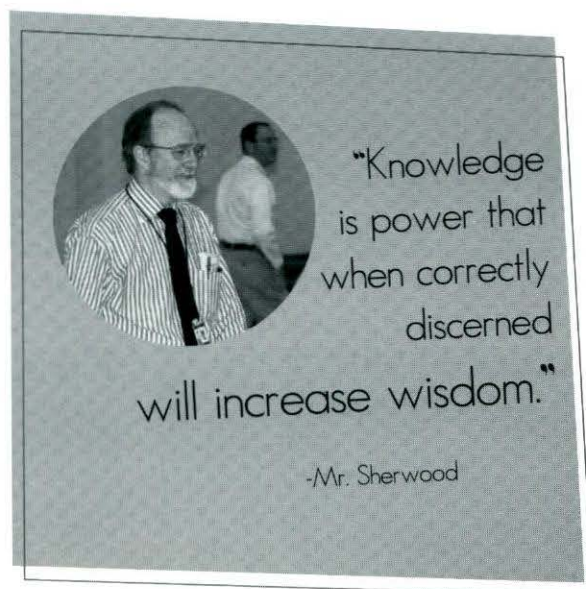 “Knowledge
is power that
when correctly
discerned
will increase wisdom.”
-Mr. Sherwood